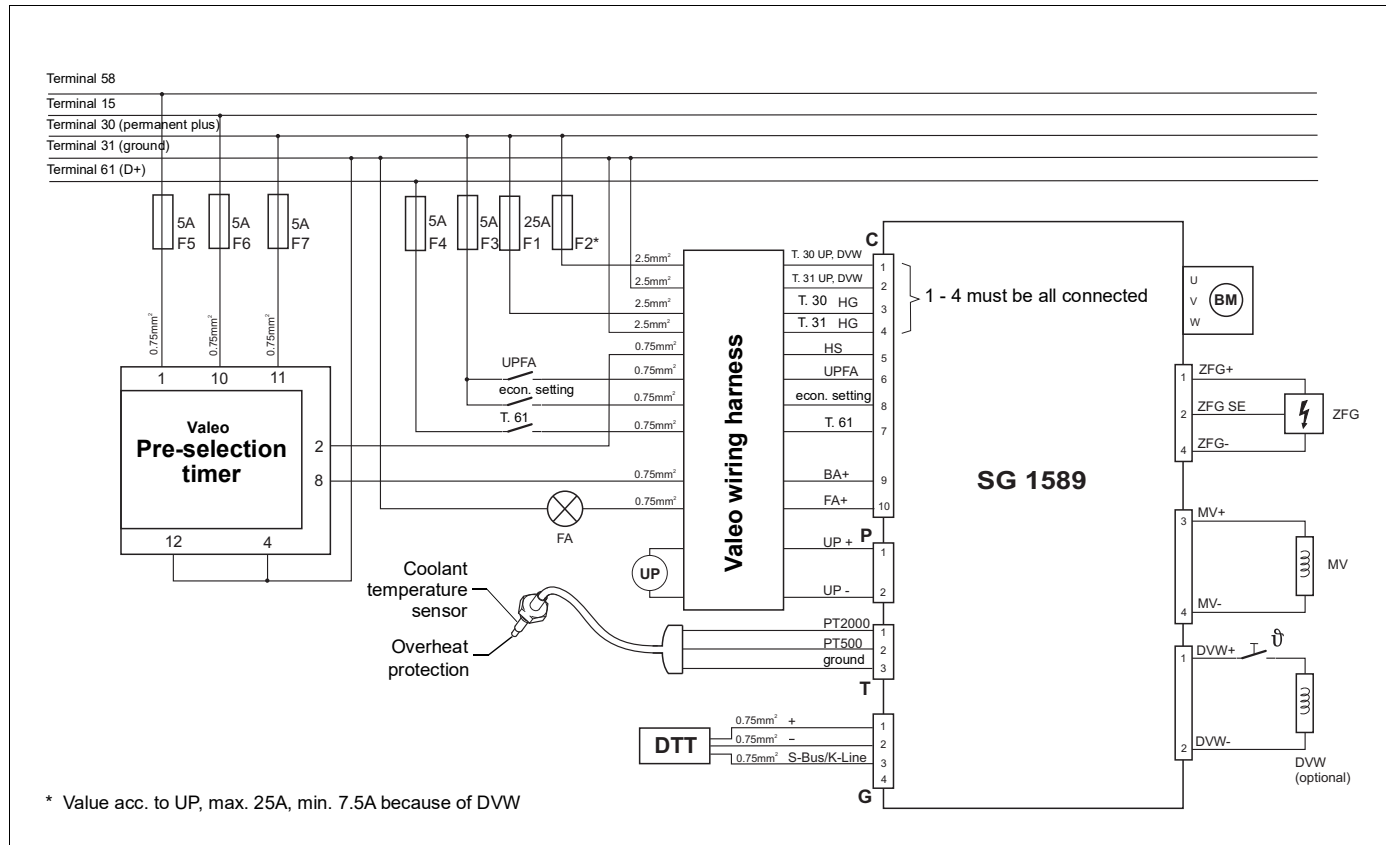 Terminal 58
Terminal 15
Terminal 30 (permanent plus)
Terminal 31 (ground)
Terminal 61 (D+)
5A
F5
5A
F6
5A
F7
5A
F4
5A
F3
25A
F1
F2*
0.75mm²
0.75mm²
0.75mm²
1
10
11
Valeo
Pre-selection
timer
2
8
12
4
2.5mm²
2.5mm²
2.5mm²
2.5mm²
0.75mm²
UPFA
0.75mm²
econ. setting
0.75mm²
T. 61
0.75mm²
0.75mm²
0.75mm²
FA
UP
Valeo wiring harness
C
T. 30 UP, DVW
1
T. 31 UP, DVW
2
T. 30 HG
3
T. 31 HG
4
HS
5
UPFA
6
econ. setting
8
T. 61
7
BA+
9
FA+
10
1 - 4 must be all connected
P
UP +
1
UP -
2
Coolant
temperature
sensor
Overheat
protection
PT2000
1
PT500
2
ground
3
T
DTT
0.75mm² +
1
0.75mm² −
2
0.75mm² S-Bus/K-Line
3
4
G
SG 1589
U
V
W
BM
1
ZFG+
2
ZFG SE
4
ZFG-
ZFG
3
MV+
4
MV-
MV
1
DVW+
ϑ
2
DVW-
DVW
(optional)
* Value acc. to UP, max. 25A, min. 7.5A because of DVW